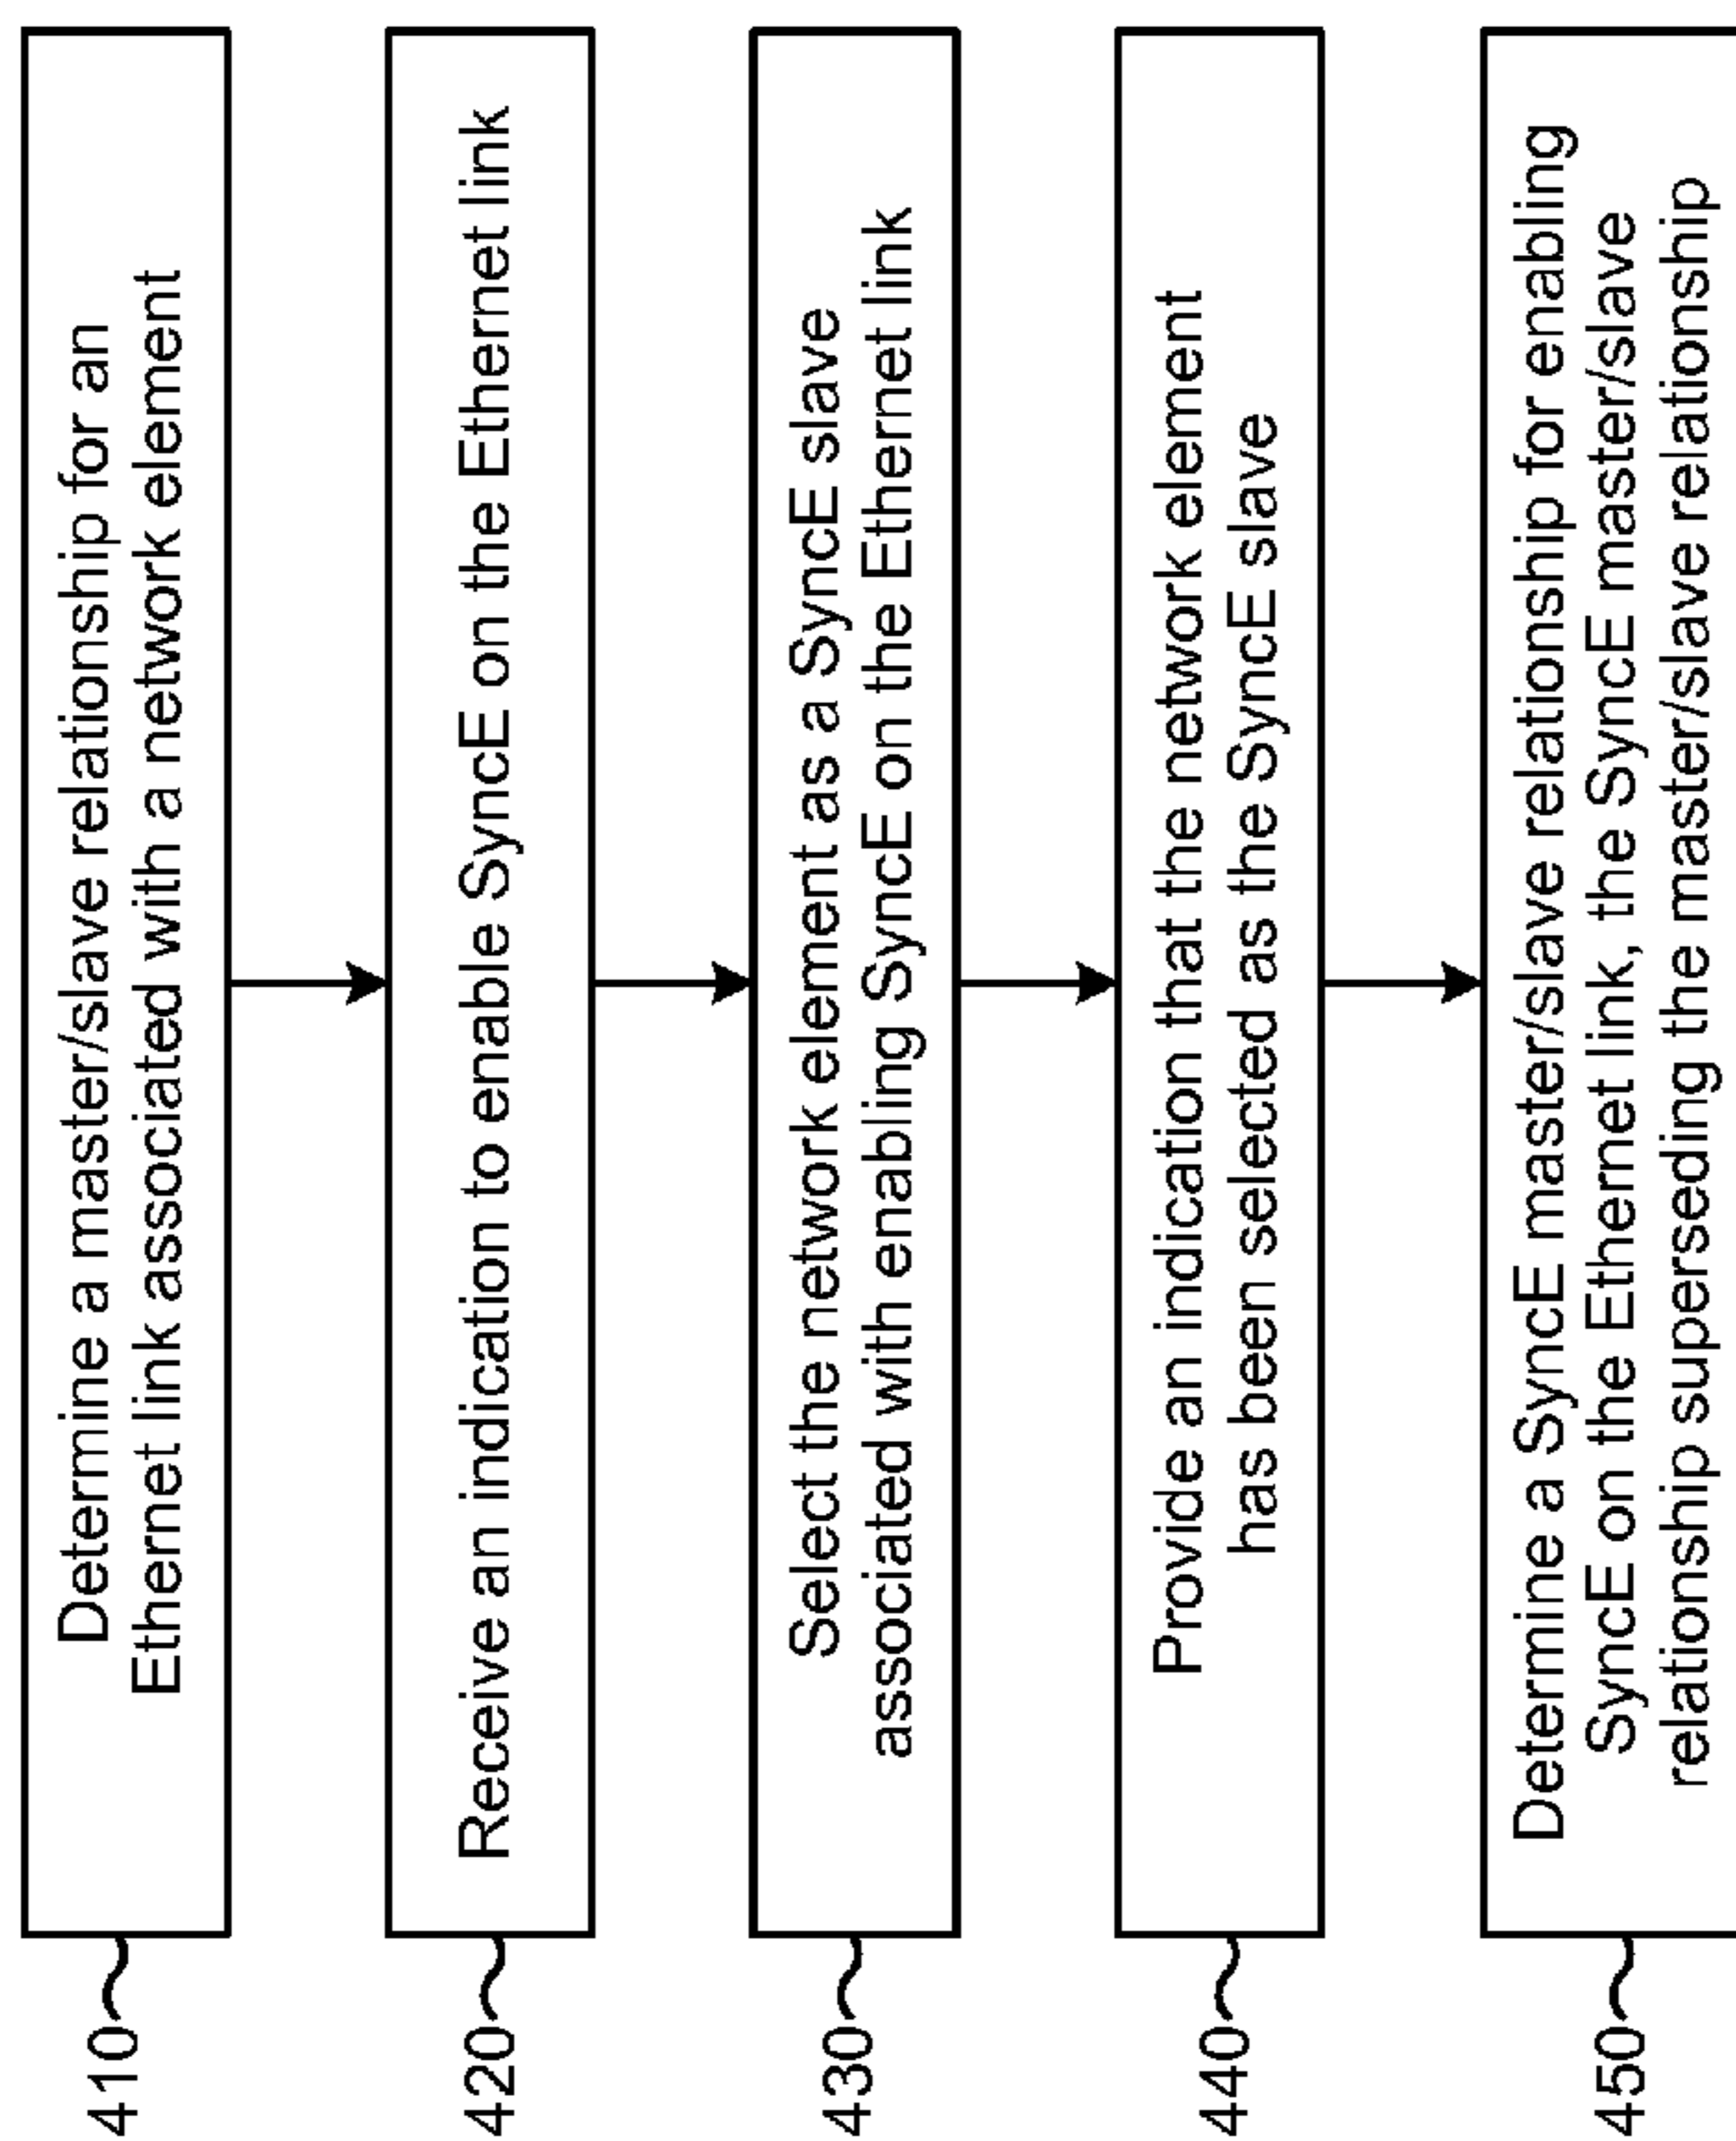 410
Determine a master/slave relationship for an
Ethernet link associated with a network element
420
Receive an indication to enable SyncE on the Ethernet link
430
Select the network element as a SyncE slave
associated with enabling SyncE on the Ethernet link
440
Provide an indication that the network element
has been selected as the SyncE slave
450
Determine a SyncE master/slave relationship for enabling
SyncE on the Ethernet link, the SyncE master/slave
relationship superseding the master/slave relationship